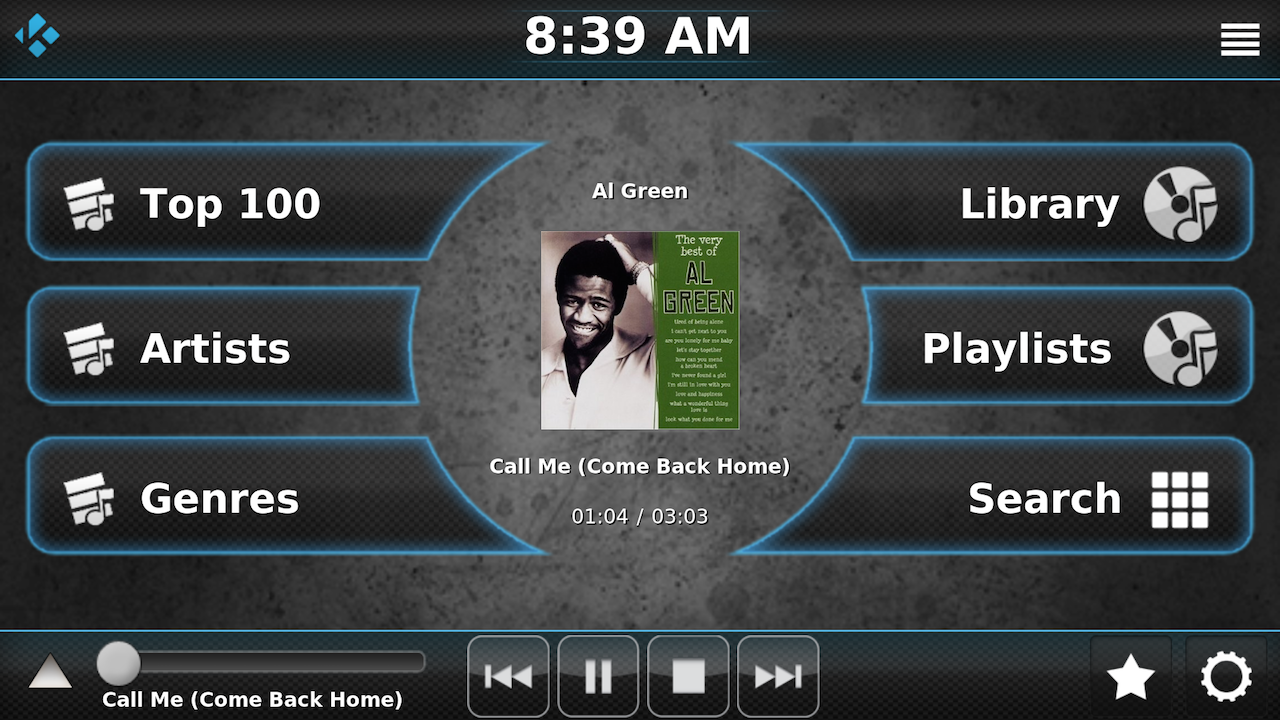 8:39 AM
Top 100
Artists
Genres
Al Green
The very
best of
AL
GREEN
tired of being alone
i can't get next to you
are you lonely for me baby
let's stay together
how can you mend
a broken heart
i've never found a girl
i'm still in love with you
love and happiness
what a wonderful thing
love is
look what you done for me
Call Me (Come Back Home)
01:04 / 03:03
Library
Playlists
Search
Call Me (Come Back Home)